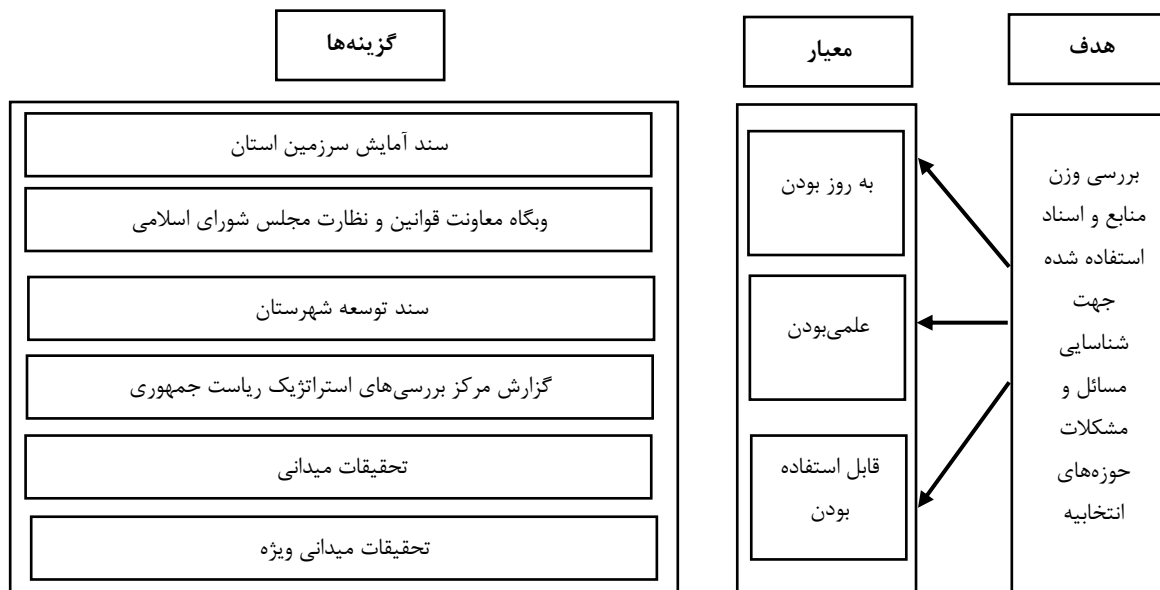 هدف
معیار
گزینه‌ها
بررسی وزن
منابع و اسناد
استفاده شده
جهت
شناسایی
مسائل و
مشکلات
حوزه‌های
انتخابیه
به روز بودن
علمی‌بودن
قابل استفاده
بودن
سند آمایش سرزمین استان
وبگاه معاونت قوانین و نظارت مجلس شورای اسلامی
سند توسعه شهرستان
گزارش مرکز بررسی‌های استراتژیک ریاست جمهوری
تحقیقات میدانی
تحقیقات میدانی ویژه